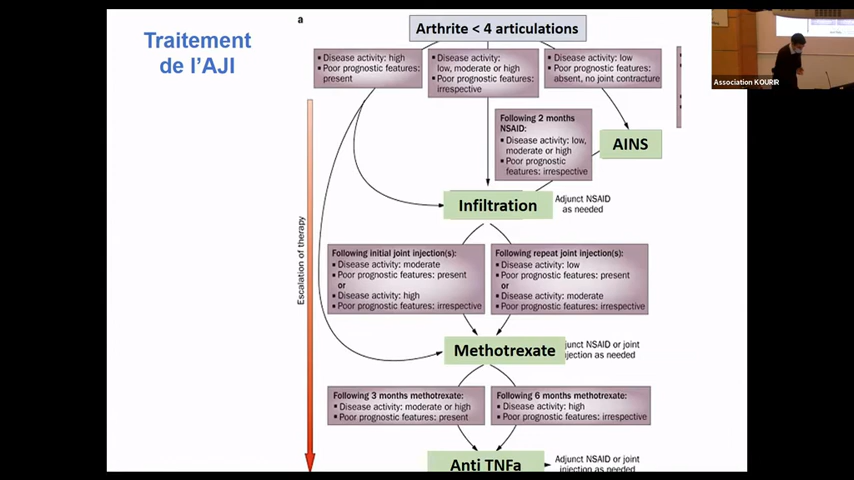 Traitement
de l'AJI
a
Arthrite < 4 articulations
▪ Disease activity: high
▪ Poor prognostic features:
present
▪ Disease activity:
low, moderate or high
▪ Poor prognostic features:
irrespective
▪ Disease activity: low
▪ Poor prognostic features:
absent, no joint contracture
Association KOURIR
Following 2 months
NSAID:
▪ Disease activity: low,
moderate or high
▪ Poor prognostic
features: irrespective
AINS
Infiltration
Adjunct NSAID
as needed
Escalation of therapy
Following initial joint injection(s):
▪ Disease activity: moderate
▪ Poor prognostic features: present
or
▪ Disease activity: high
▪ Poor prognostic features: irrespective
Following repeat joint injection(s):
▪ Disease activity: low
▪ Poor prognostic features: present
or
▪ Disease activity: moderate
▪ Poor prognostic features: irrespective
Methotrexate
junct NSAID or joint
jection as needed
Following 3 months methotrexate:
▪ Disease activity: moderate or high
▪ Poor prognostic features: present
Following 6 months methotrexate:
▪ Disease activity: high
▪ Poor prognostic features: irrespective
Anti TNFa
Adjunct NSAID or joint
injection as needed